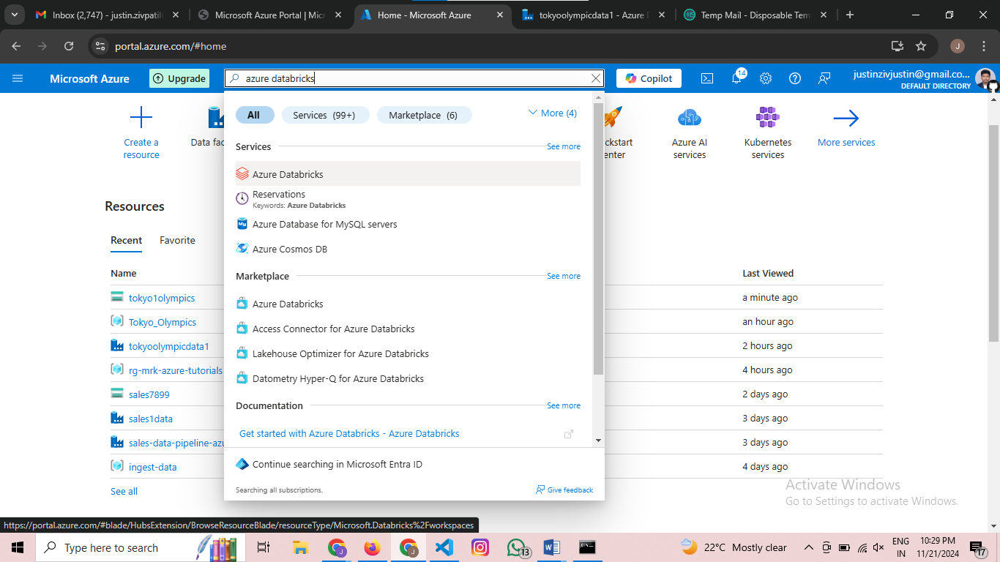 Inbox (2,747) - justin.zivpatil
Microsoft Azure Portal | Micr
Home - Microsoft Azure
tokyoolympicdata1 - Azure D
Temp Mail - Disposable Tem
portal.azure.com/#home
J
Microsoft Azure
Upgrade
azure databricks
Copilot
14
justinzivjustin@gmail.co...
DEFAULT DIRECTORY
Create a
resource
Data fac
ickstart
enter
Azure AI
services
Kubernetes
services
More services
All
Services (99+)
Marketplace (6)
More (4)
Services
See more
Azure Databricks
Reservations
Keywords: Azure Databricks
Azure Database for MySQL servers
Azure Cosmos DB
Marketplace
See more
Azure Databricks
Access Connector for Azure Databricks
Lakehouse Optimizer for Azure Databricks
Datometry Hyper-Q for Azure Databricks
Documentation
See more
Get started with Azure Databricks - Azure Databricks
Continue searching in Microsoft Entra ID
Searching all subscriptions.
Give feedback
Resources
Recent
Favorite
Name
Last Viewed
tokyo1olympics
a minute ago
Tokyo_Olympics
an hour ago
tokyoolympicdata1
2 hours ago
rg-mrk-azure-tutorials
4 hours ago
sales7899
2 days ago
sales1data
3 days ago
sales-data-pipeline-azu
3 days ago
ingest-data
4 days ago
See all
Activate Windows
Go to Settings to activate Windows.
https://portal.azure.com/#blade/HubsExtension/BrowseResourceBlade/resourceType/Microsoft.Databricks%2Fworkspaces
Type here to search
13
22°C Mostly clear
ENG
IN
10:29 PM
11/21/2024
17